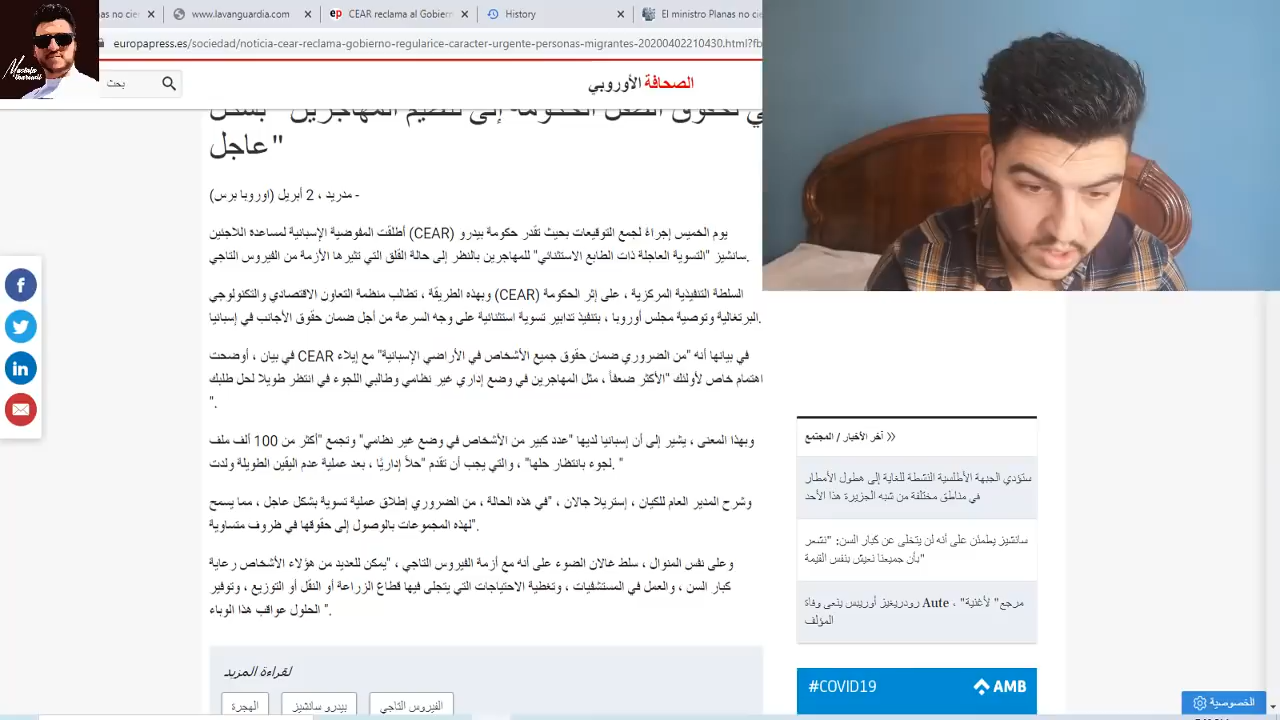 www.lavanguardia.com
CEAR reclama al Gobiern
History
El ministro Planas no cie
europapress.es/sociedad/noticia-cear-reclama-gobierno-regularice-caracter-urgente-personas-migrantes-20200402210430.html?fb
بحث
الصحافة الأوروبي
ي لحقوق الطفل الحكومة إلى تنظيم المهاجرين "بشكل
عاجل"
مدريد ، 2 أبريل (اوروبا برس) -
يوم الخميس إجراءً لجمع التوقيعات بحيث تقدر حكومة بيدرو (CEAR) أطلقت المفوضية الإسبانية لمساعدة اللاجئين
سانشيز "التسوية العاجلة ذات الطابع الاستثنائي" للمهاجرين بالنظر إلى حالة القلق التي تثيرها الأزمة من الفيروس التاجي.
السلطة التنفيذية المركزية ، على إثر الحكومة (CEAR) وبهذه الطريقة ، تطالب منظمة التعاون الاقتصادي والتكنولوجي
البرتغالية وتوصية مجلس أوروبا ، بتنفيذ تدابير تسوية استثنائية على وجه السرعة من أجل ضمان حقوق الأجانب في إسبانيا.
في بيانها أنه "من الضروري ضمان حقوق جميع الأشخاص في الأراضي الإسبانية" مع إيلاء CEAR في بيان ، أوضحت
اهتمام خاص لأولئك "الأكثر ضعفاً ، مثل المهاجرين في وضع إداري غير نظامي وطالبي اللجوء في انتظر طويلا لحل طلبك
".
وبهذا المعنى ، يشير إلى أن إسبانيا لديها "عدد كبير من الأشخاص في وضع غير نظامي" وتجمع "أكثر من 100 ألف ملف
لجوء بانتظار حلها" ، والتي يجب أن تقدم "حلاً إداريًا ، بعد عملية عدم اليقين الطويلة ولدت. "
وشرح المدير العام للكيان ، إستريلا جالان ، "في هذه الحالة ، من الضروري إطلاق عملية تسوية بشكل عاجل ، مما يسمح
لهذه المجموعات بالوصول إلى حقوقها في ظروف متساوية".
وعلى نفس المنوال ، سلط غالان الضوء على أنه مع أزمة الفيروس التاجي ، "يمكن للعديد من هؤلاء الأشخاص رعاية
كبار السن ، والعمل في المستشفيات ، وتغطية الاحتياجات التي يتجلى فيها قطاع الزراعة أو النقل أو التوزيع ، وتوفير
الحلول عواقب هذا الوباء ".
لقراءة المزيد
الهجرة
بيدرو سانشيز
الفيروس التاجي
آخر الأخبار / المجتمع
ستؤدي الجبهة الأطلسية النشطة للغاية إلى هطول الأمطار
في مناطق مختلفة من شبه الجزيرة هذا الأحد
سانشيز يطمئن على أنه لن يتخلى عن كبار السن: "نشعر
بأن جميعنا نعيش بنفس القيمة"
رودريغيز أوريبس ينعى وفاة Aute ، "مرجع "لأغنية
المؤلف
#COVID19
AMB
الخصوصية